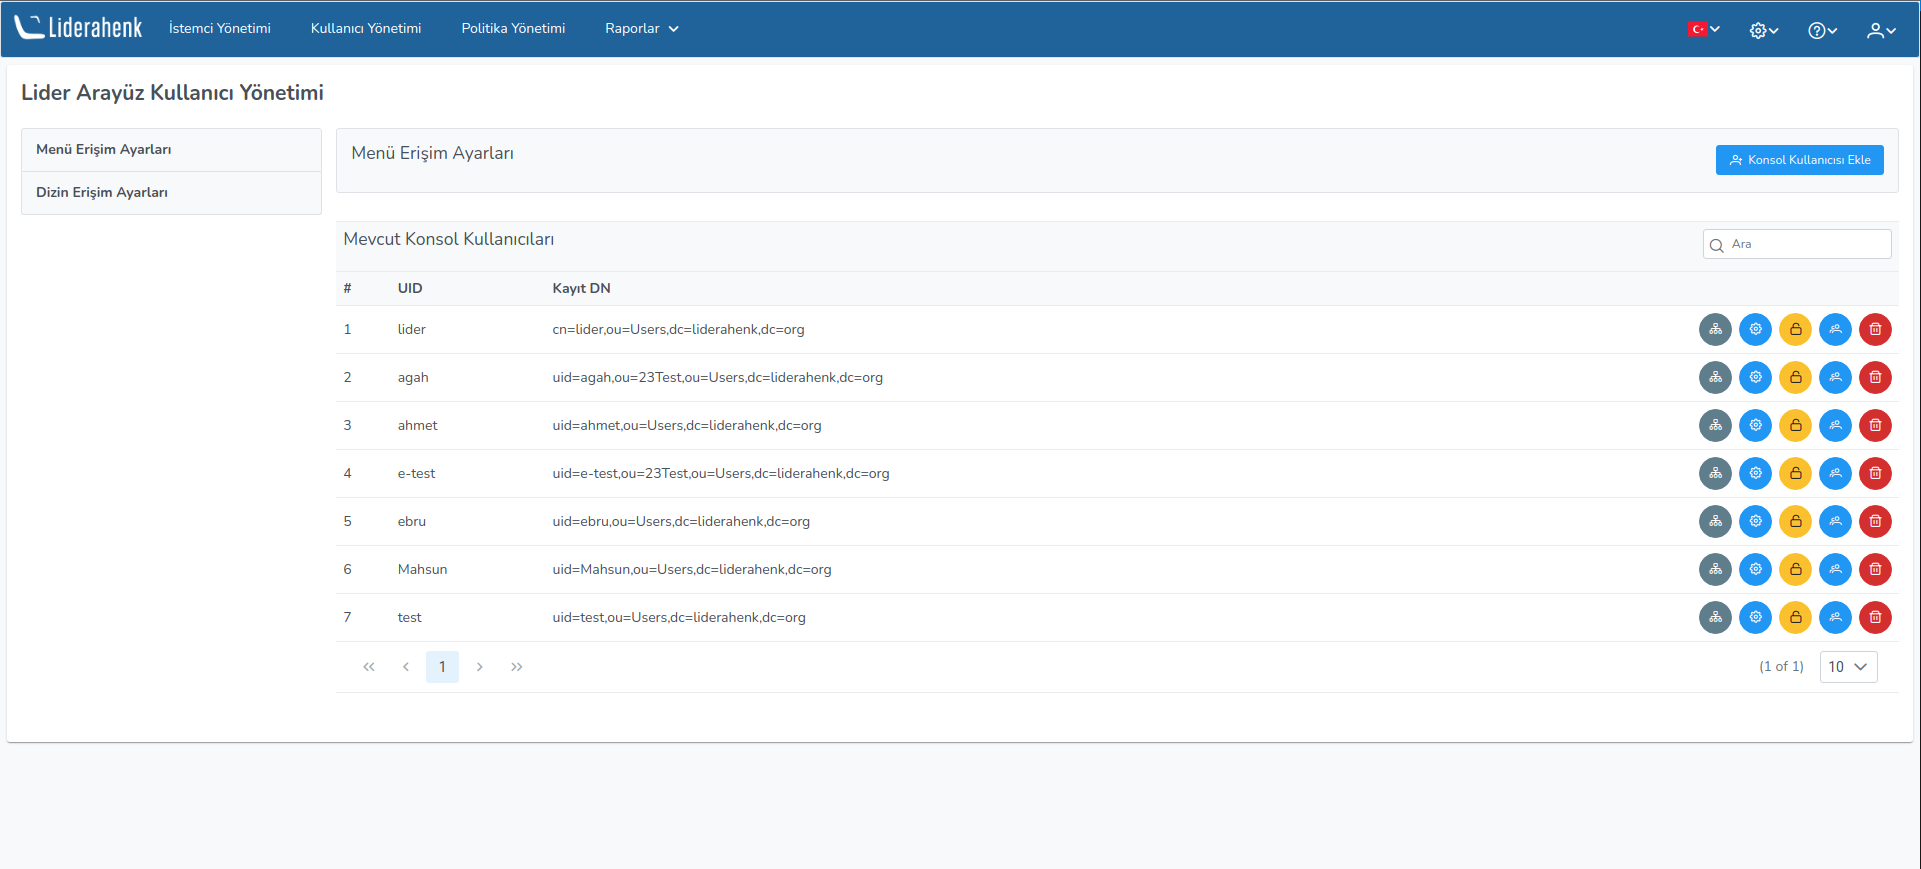 Liderahenk İstemci Yönetimi Kullanıcı Yönetimi Politika Yönetimi Raporlar
Lider Arayüz Kullanıcı Yönetimi
Menü Erişim Ayarları
Dizin Erişim Ayarları
Menü Erişim Ayarları
Konsol Kullanıcısı Ekle
Mevcut Konsol Kullanıcıları
Ara
# UID Kayıt DN
1 lider cn=lider,ou=Users,dc=liderahenk,dc=org
2 agah uid=agah,ou=23Test,ou=Users,dc=liderahenk,dc=org
3 ahmet uid=ahmet,ou=Users,dc=liderahenk,dc=org
4 e-test uid=e-test,ou=23Test,ou=Users,dc=liderahenk,dc=org
5 ebru uid=ebru,ou=Users,dc=liderahenk,dc=org
6 Mahsun uid=Mahsun,ou=Users,dc=liderahenk,dc=org
7 test uid=test,ou=Users,dc=liderahenk,dc=org
1 (1 of 1) 10